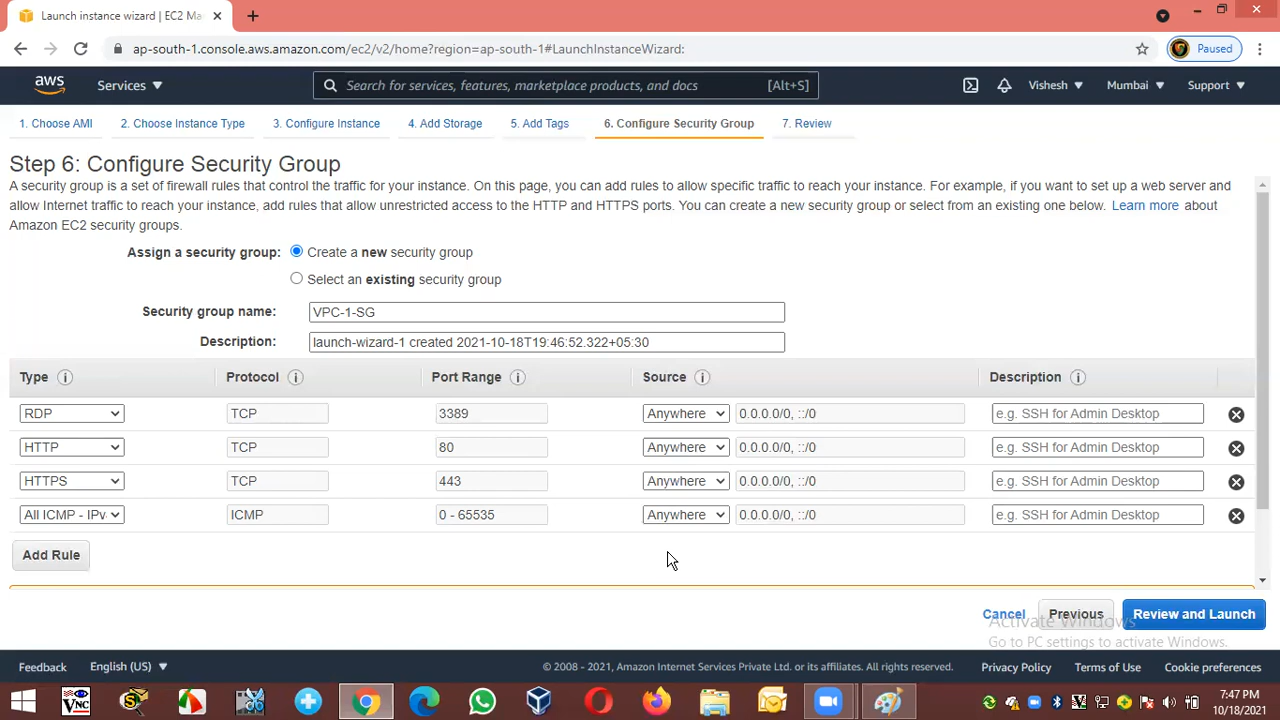 Launch instance wizard | EC2 Ma
ap-south-1.console.aws.amazon.com/ec2/v2/home?region=ap-south-1#LaunchInstanceWizard:
Paused
aws
Services
Search for services, features, marketplace products, and docs
[Alt+S]
Vishesh
Mumbai
Support
1. Choose AMI
2. Choose Instance Type
3. Configure Instance
4. Add Storage
5. Add Tags
6. Configure Security Group
7. Review
Step 6: Configure Security Group
A security group is a set of firewall rules that control the traffic for your instance. On this page, you can add rules to allow specific traffic to reach your instance. For example, if you want to set up a web server and
allow Internet traffic to reach your instance, add rules that allow unrestricted access to the HTTP and HTTPS ports. You can create a new security group or select from an existing one below. Learn more about
Amazon EC2 security groups.
Assign a security group: Create a new security group
Select an existing security group
Security group name: VPC-1-SG
Description: launch-wizard-1 created 2021-10-18T19:46:52.322+05:30
Type Protocol Port Range Source Description
RDP TCP 3389 Anywhere 0.0.0.0/0, ::/0 e.g. SSH for Admin Desktop
HTTP TCP 80 Anywhere 0.0.0.0/0, ::/0 e.g. SSH for Admin Desktop
HTTPS TCP 443 Anywhere 0.0.0.0/0, ::/0 e.g. SSH for Admin Desktop
All ICMP - IPv ICMP 0 - 65535 Anywhere 0.0.0.0/0, ::/0 e.g. SSH for Admin Desktop
Add Rule
Cancel
Previous
Review and Launch
Activate Windows
Go to PC settings to activate Windows.
Feedback
English (US)
© 2008 - 2021, Amazon Internet Services Private Ltd. or its affiliates. All rights reserved.
Privacy Policy
Terms of Use
Cookie preferences
VNC
7:47 PM
10/18/2021